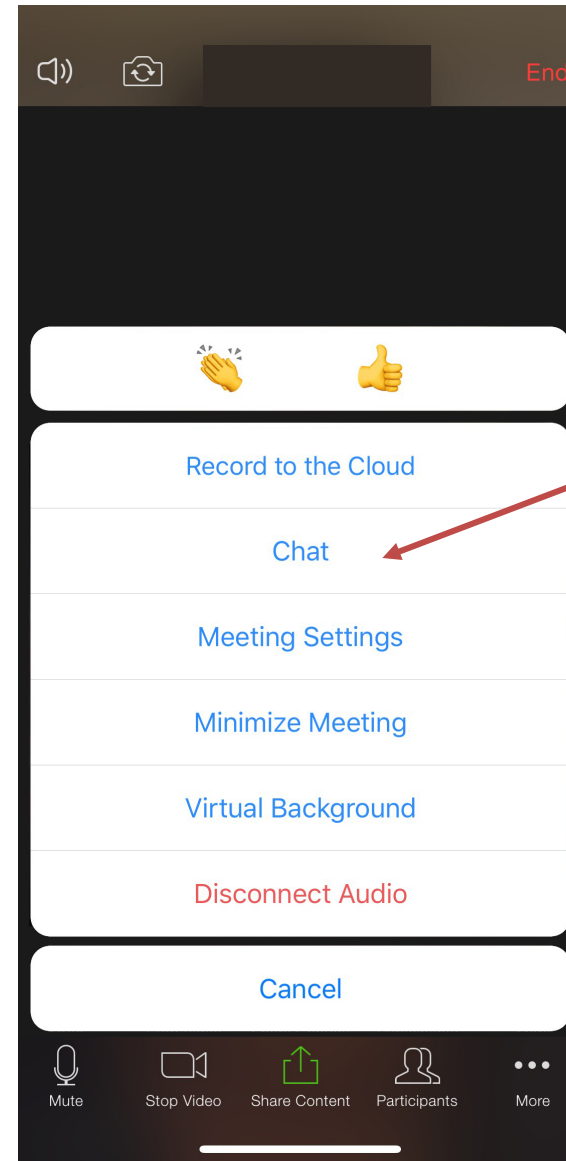 End
Record to the Cloud
Chat
Meeting Settings
Minimize Meeting
Virtual Background
Disconnect Audio
Cancel
Mute
Stop Video
Share Content
Participants
More